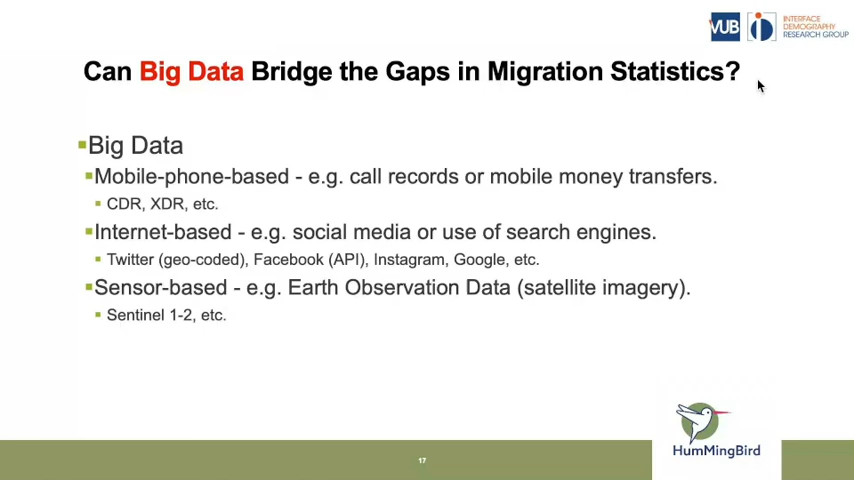 VUB
INTERFACE
DEMOGRAPHY
RESEARCH GROUP
Can Big Data Bridge the Gaps in Migration Statistics?
Big Data
Mobile-phone-based - e.g. call records or mobile money transfers.
CDR, XDR, etc.
Internet-based - e.g. social media or use of search engines.
Twitter (geo-coded), Facebook (API), Instagram, Google, etc.
Sensor-based - e.g. Earth Observation Data (satellite imagery).
Sentinel 1-2, etc.
HumMingBird
17